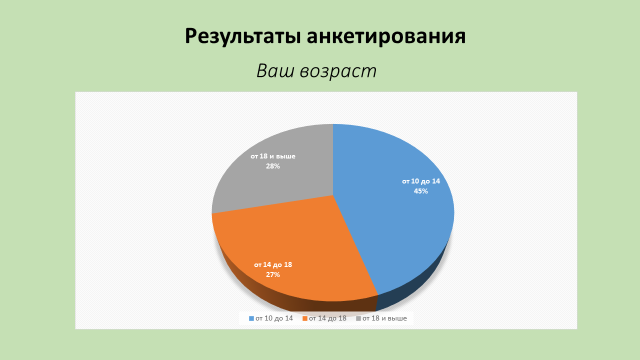 Результаты анкетирования
Ваш возраст
от 18 и выше
28%
от 10 до 14
45%
от 14 до 18
27%
от 10 до 14 от 14 до 18 от 18 и выше